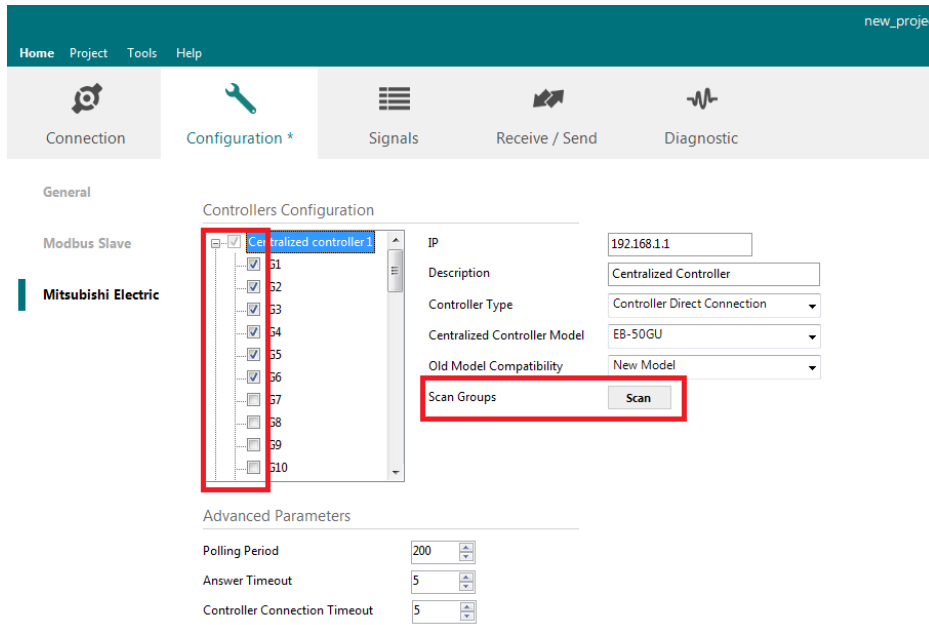 new_proje
Home Project Tools Help
Connection Configuration * Signals Receive / Send Diagnostic
General
Modbus Slave
Mitsubishi Electric
Controllers Configuration
Centralized controller 1
G1
G2
G3
G4
G5
G6
G7
G8
G9
G10
IP 192.168.1.1
Description Centralized Controller
Controller Type Controller Direct Connection
Centralized Controller Model EB-50GU
Old Model Compatibility New Model
Scan Groups Scan
Advanced Parameters
Polling Period 200
Answer Timeout 5
Controller Connection Timeout 5